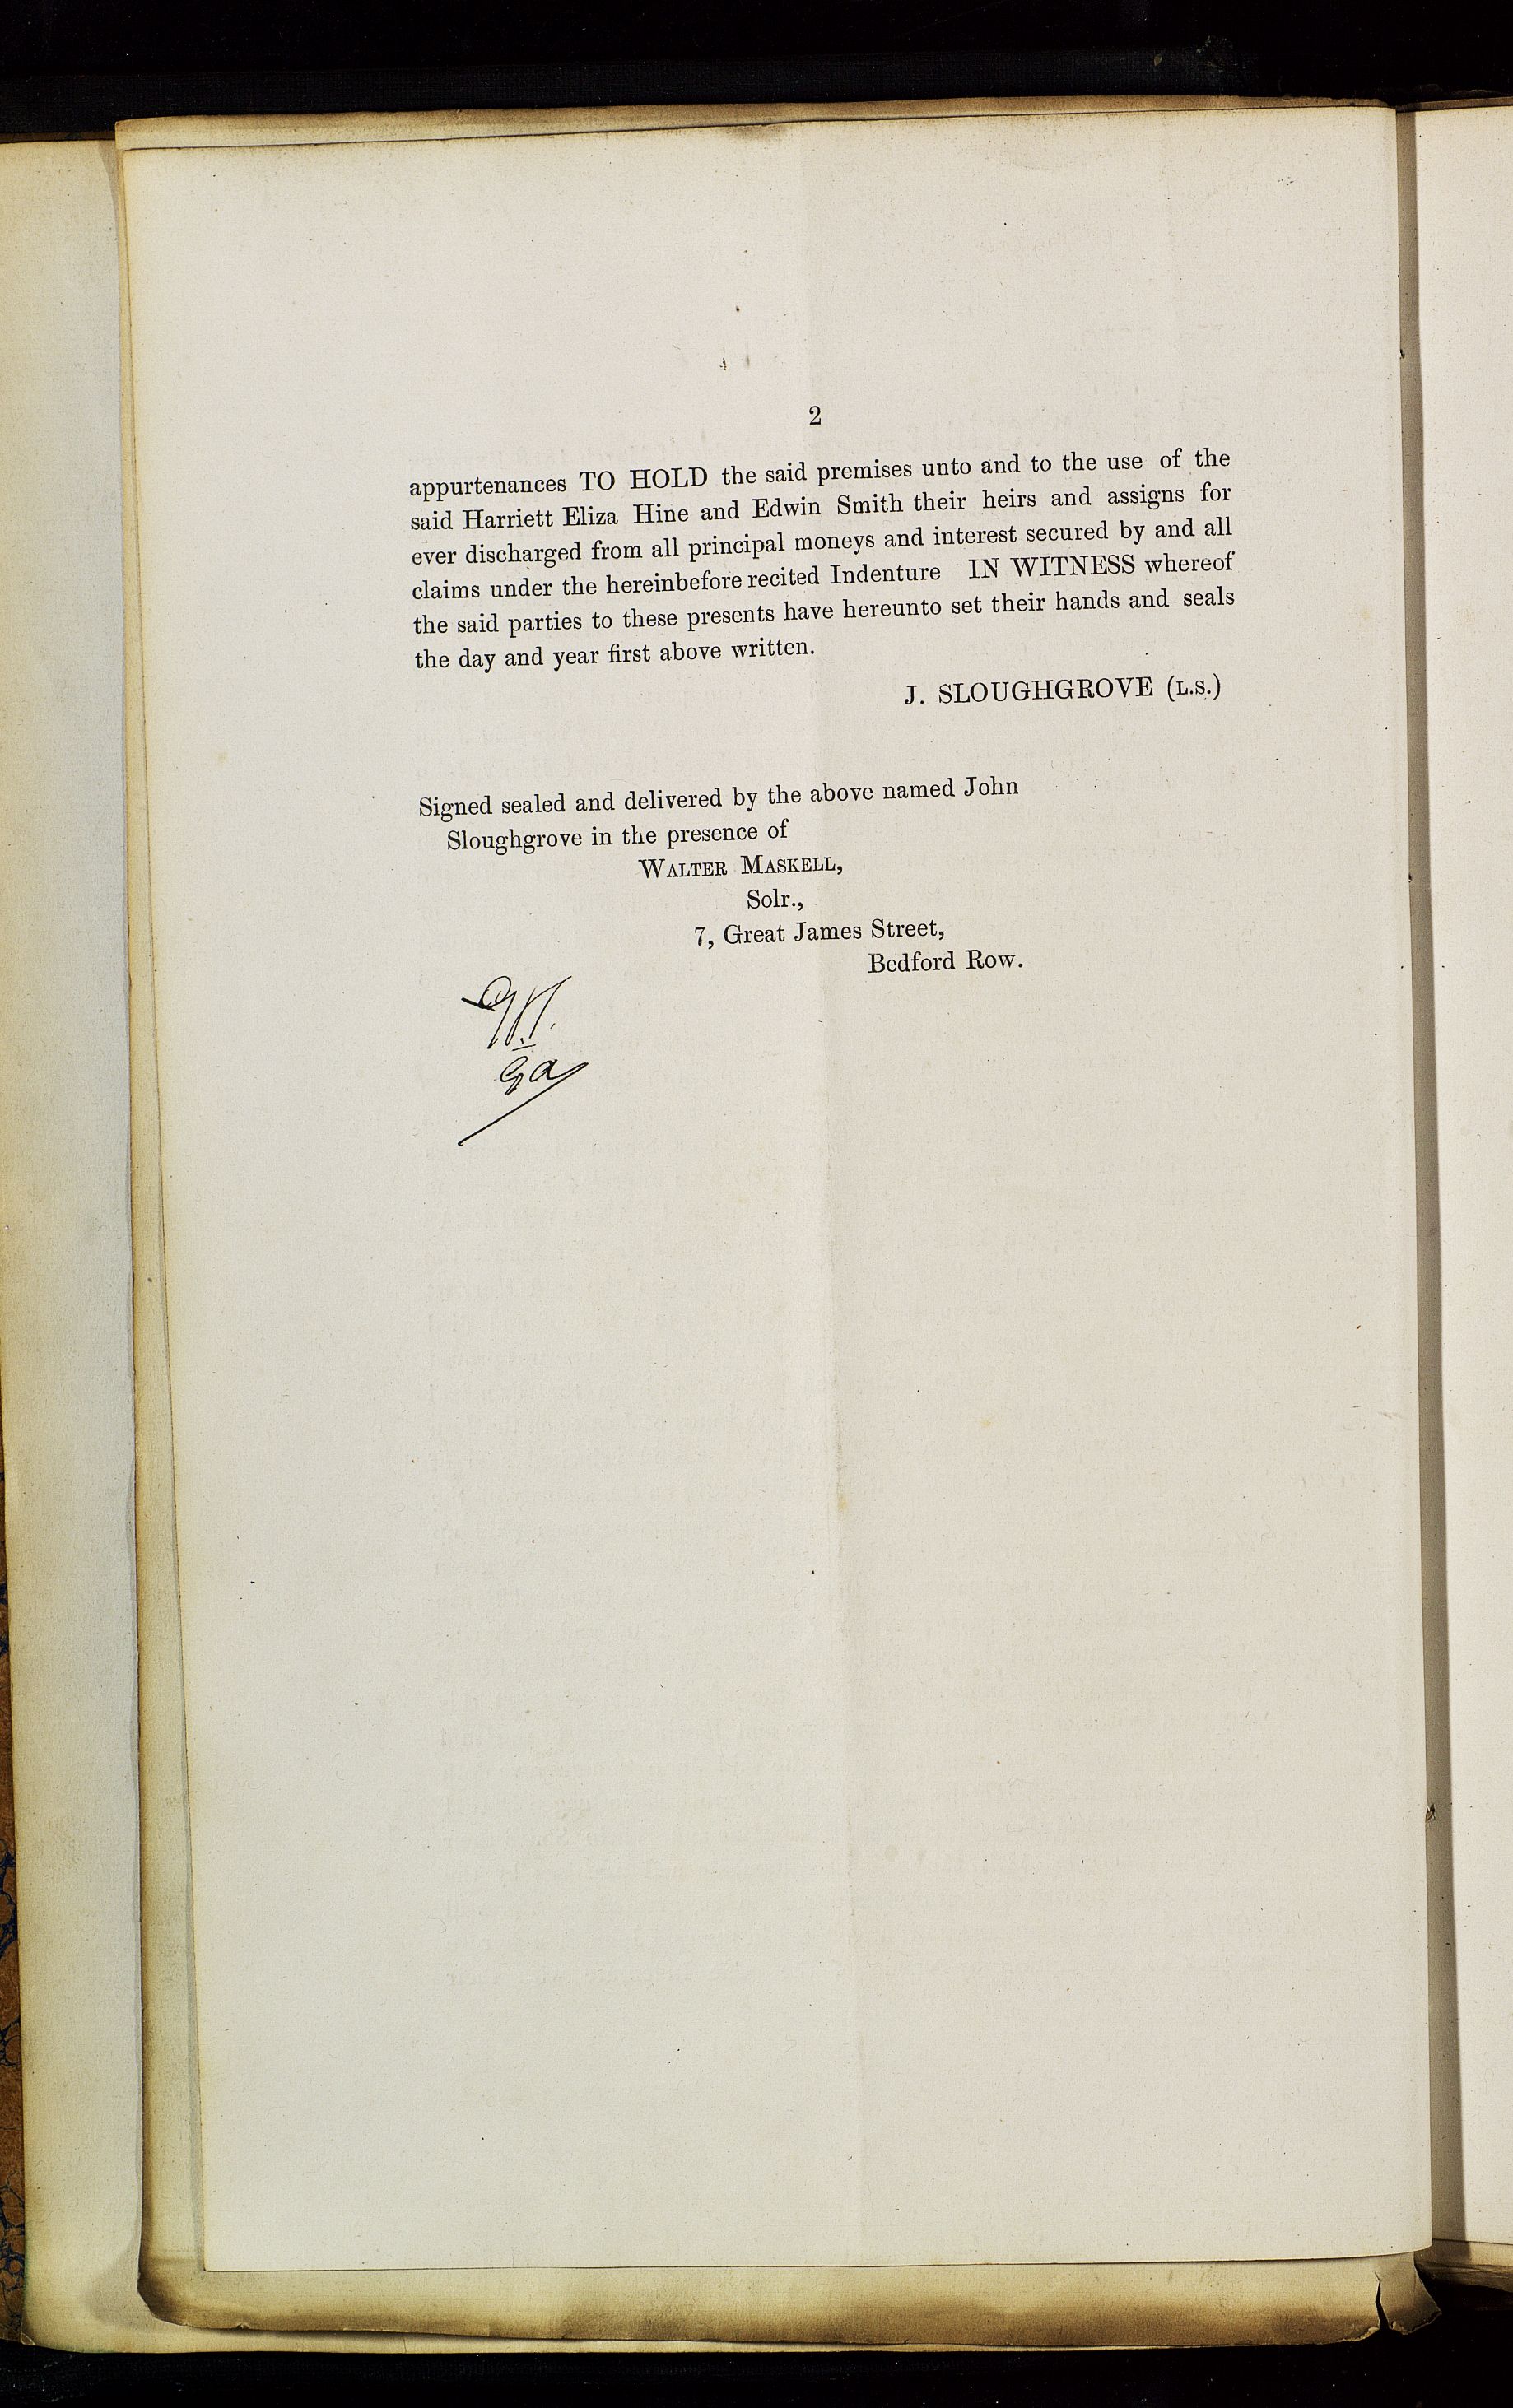 2
appurtenances TO HOLD the said premises unto and to the use of the
said Harriett Eliza Hine and Edwin Smith their heirs and assigns for
ever discharged from all principal moneys and interest secured by and all
claims under the hereinbefore recited Indenture IN WITNESS whereof
the said parties to these presents have hereunto set their hands and seals
the day and year first above written.
J. SLOUGHGROVE (L.S.)
Signed sealed and delivered by the above named John
Sloughgrove in the presence of
WALTER MASKELL,
Solr.,
7, Great James Street,
Bedford Row.